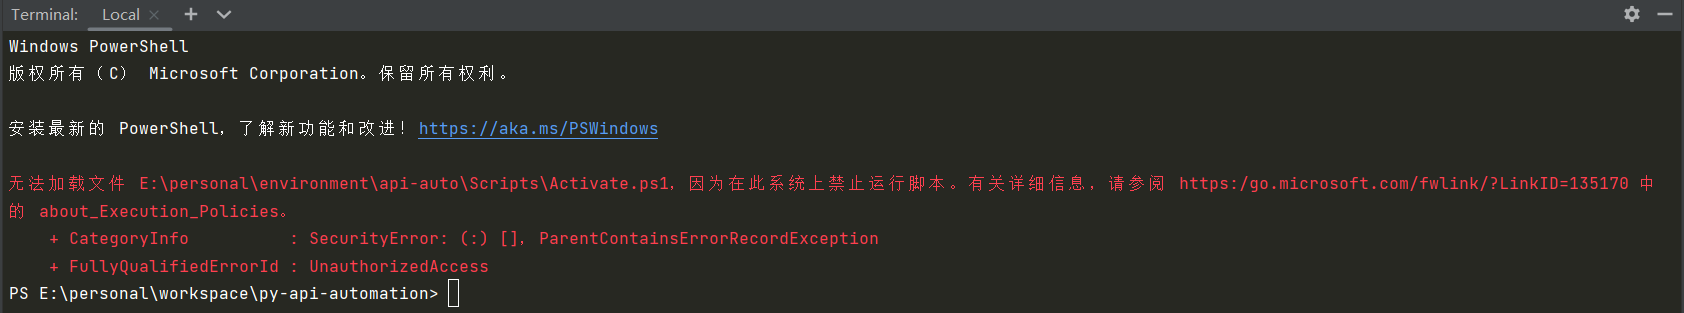 Terminal: Local × + ∨
Windows PowerShell
版权所有（C） Microsoft Corporation。保留所有权利。
安装最新的 PowerShell，了解新功能和改进！https://aka.ms/PSWindows
无法加载文件 E:\personal\environment\api-auto\Scripts\Activate.ps1，因为在此系统上禁止运行脚本。有关详细信息，请参阅 https:/go.microsoft.com/fwlink/?LinkID=135170 中
的 about_Execution_Policies。
+ CategoryInfo : SecurityError: (:) []，ParentContainsErrorRecordException
+ FullyQualifiedErrorId : UnauthorizedAccess
PS E:\personal\workspace\py-api-automation>